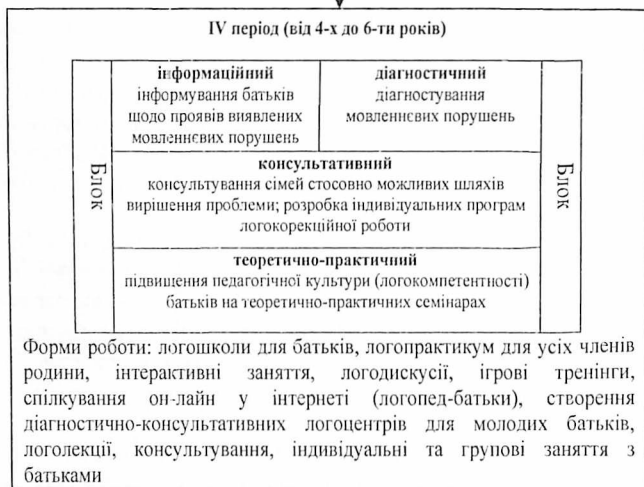 IV період (від 4-х до 6-ти років)
Блок
інформаційний
інформування батьків
щодо проявів виявлених
мовленнєвих порушень
діагностичний
діагностування
мовленнєвих порушень
консультативний
консультування сімей стосовно можливих шляхів
вирішення проблеми; розробка індивідуальних програм
логокорекційної роботи
теоретично-практичний
підвищення педагогічної культури (логокомпетентності)
батьків на теоретично-практичних семінарах
Блок
Форми роботи: логошколи для батьків, логопрактикум для усіх членів
родини, інтерактивні заняття, логодискусії, ігрові тренінги,
спілкування он-лайн у інтернеті (логопед-батьки), створення
діагностично-консультативних логоцентрів для молодих батьків,
логолекції, консультування, індивідуальні та групові заняття з
батьками